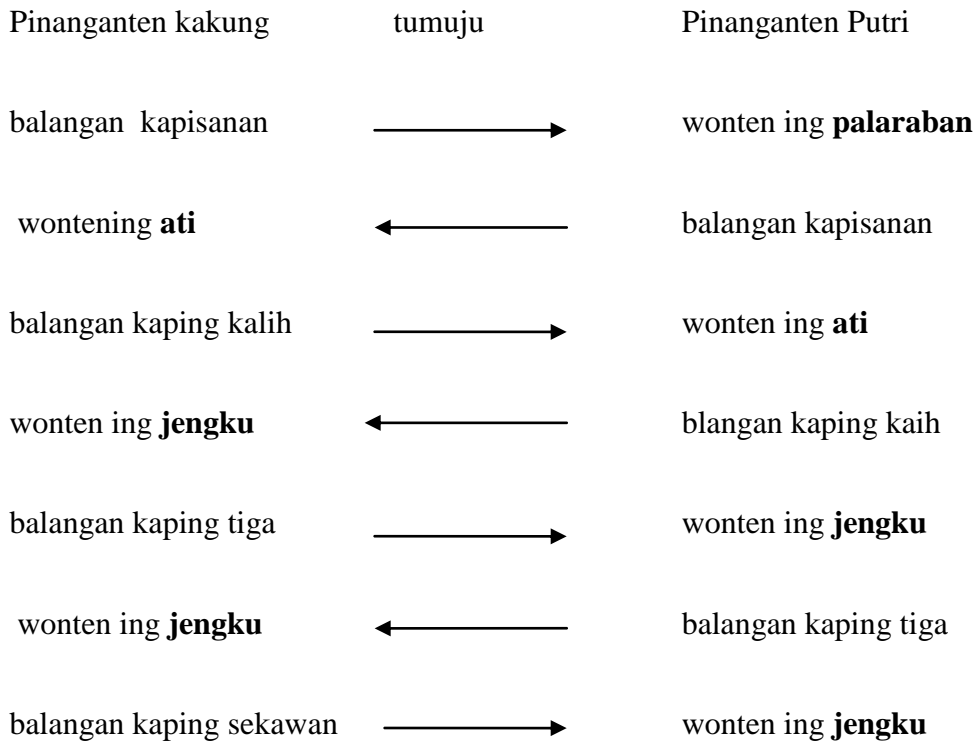 Pinanganten kakung tumuju Pinanganten Putri
balangan kapisanan wonten ing palaraban
wontening ati balangan kapisanan
balangan kaping kalih wonten ing ati
wonten ing jengku blangan kaping kaih
balangan kaping tiga wonten ing jengku
wonten ing jengku balangan kaping tiga
balangan kaping sekawan wonten ing jengku